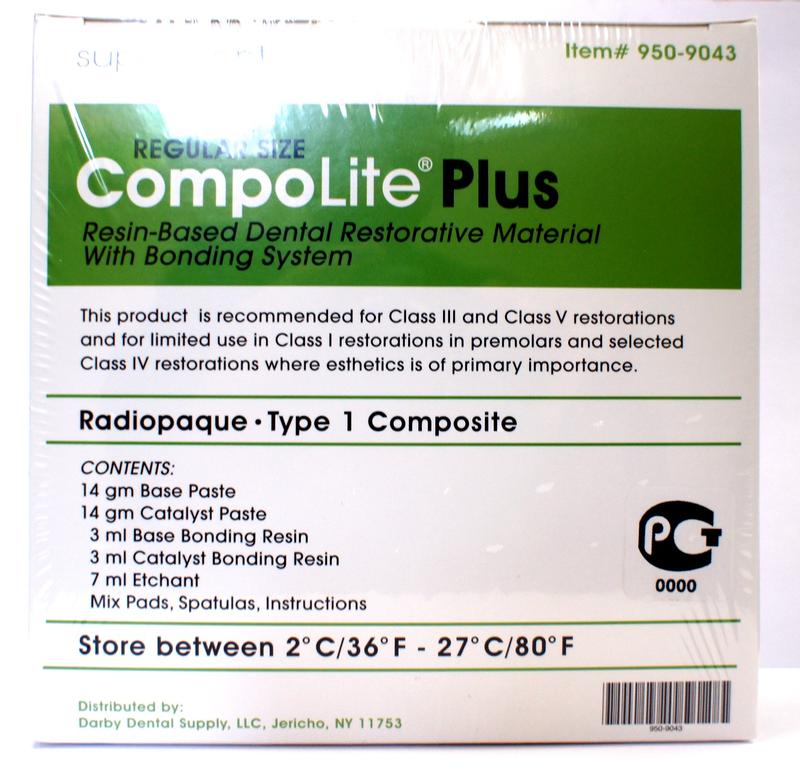 Item# 950-9043
REGULAR SIZE
CompoLite® Plus
Resin-Based Dental Restorative Material
With Bonding System
This product is recommended for Class III and Class V restorations
and for limited use in Class I restorations in premolars and selected
Class IV restorations where esthetics is of primary importance.
Radiopaque · Type 1 Composite
CONTENTS:
14 gm Base Paste
14 gm Catalyst Paste
3 ml Base Bonding Resin
3 ml Catalyst Bonding Resin
7 ml Etchant
Mix Pads, Spatulas, Instructions
PCT
0000
Store between 2°C/36°F - 27°C/80°F
Distributed by:
Darby Dental Supply, LLC, Jericho, NY 11753
950-9043